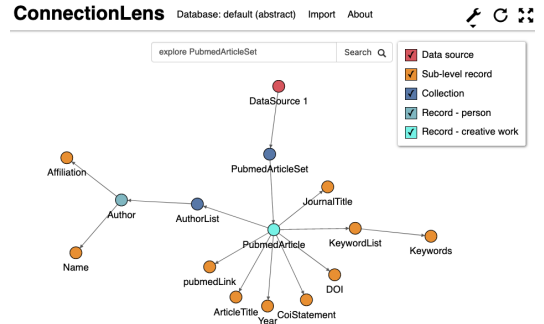 ConnectionLens Database: default (abstract) Import About
explore PubmedArticleSet Search
Data source
Sub-level record
Collection
Record - person
Record - creative work
DataSource 1
PubmedArticleSet
Affiliation
JournalTitle
Author
AuthorList
PubmedArticle
KeywordList
Keywords
Name
pubmedLink
DOI
ArticleTitle
Year
CoiStatement